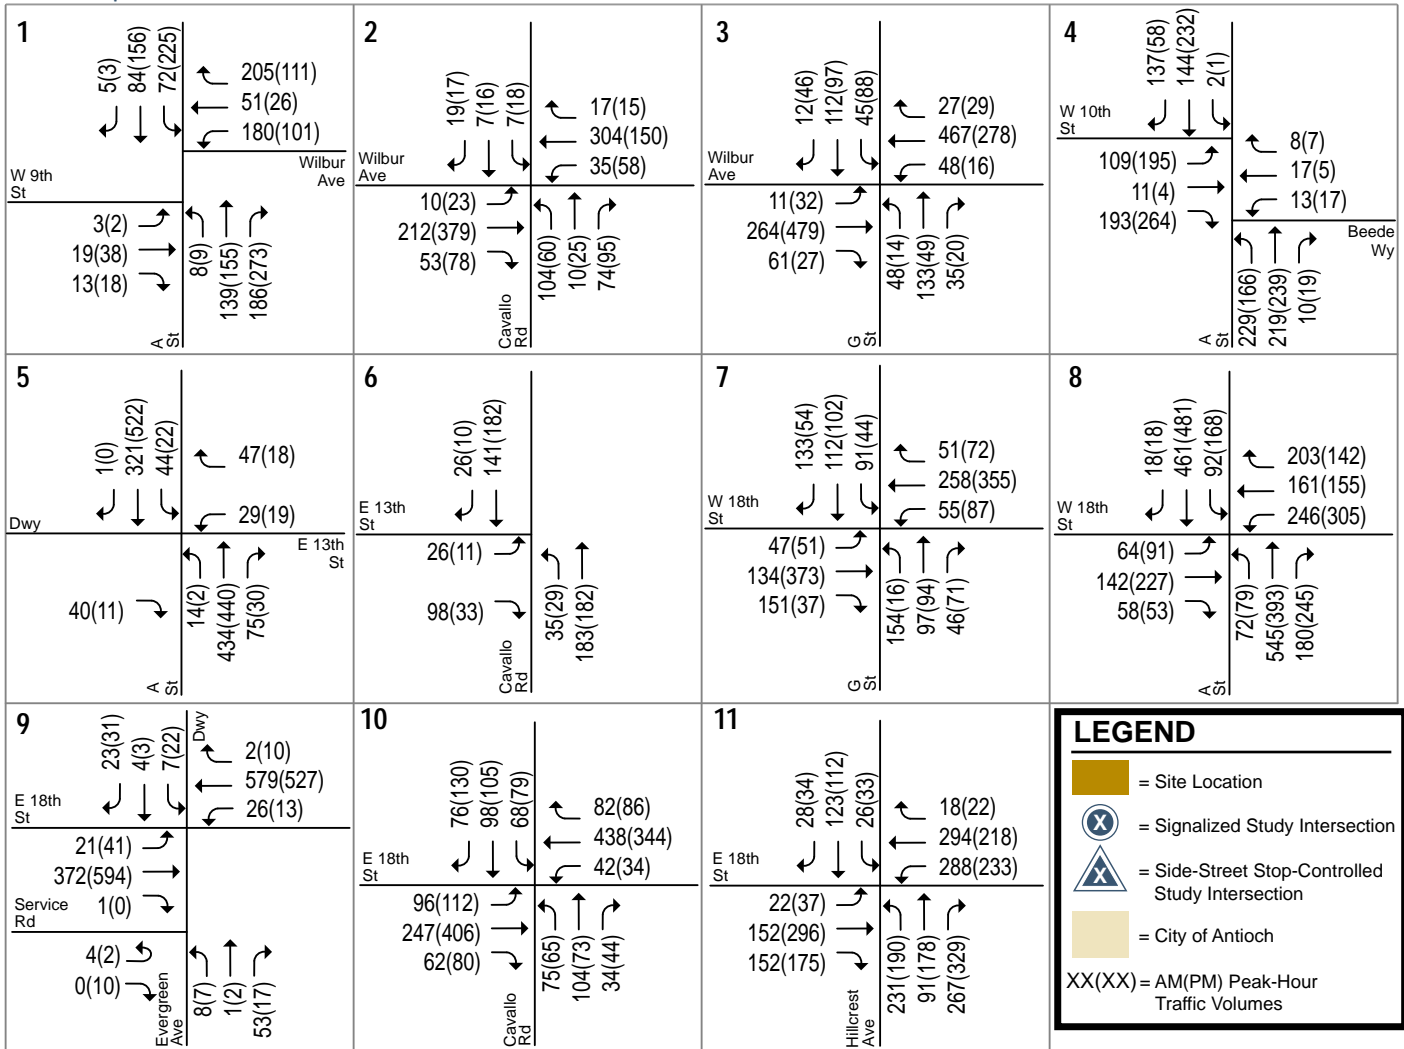 1
5(3)
84(156)
72(225)
205(111)
51(26)
180(101)
Wilbur
Ave
W 9th
St
3(2)
19(38)
13(18)
8(9)
139(155)
186(273)
A
St
2
19(17)
7(16)
7(18)
17(15)
304(150)
35(58)
Wilbur
Ave
10(23)
212(379)
53(78)
104(60)
10(25)
74(95)
Cavallo
Rd
3
12(46)
112(97)
45(88)
27(29)
467(278)
48(16)
Wilbur
Ave
11(32)
264(479)
61(27)
48(14)
133(49)
35(20)
G
St
4
137(58)
144(232)
2(1)
W 10th
St
8(7)
17(5)
13(17)
109(195)
11(4)
193(264)
Beede
Wy
229(166)
219(239)
10(19)
A
St
5
1(0)
321(522)
44(22)
47(18)
29(19)
Dwy
E 13th
St
40(11)
14(2)
434(440)
75(30)
A
St
6
26(10)
141(182)
E 13th
St
26(11)
98(33)
35(29)
183(182)
Cavallo
Rd
7
133(54)
112(102)
91(44)
51(72)
258(355)
55(87)
W 18th
St
47(51)
134(373)
151(37)
154(16)
97(94)
46(71)
G
St
8
18(18)
461(481)
92(168)
203(142)
161(155)
246(305)
W 18th
St
64(91)
142(227)
58(53)
72(79)
545(393)
180(245)
A
St
9
23(31)
4(3)
7(22)
Dwy
2(10)
579(527)
26(13)
E 18th
St
21(41)
372(594)
1(0)
Service
Rd
4(2)
0(10)
8(7)
1(2)
53(17)
Evergreen
Ave
10
76(130)
98(105)
68(79)
82(86)
438(344)
42(34)
E 18th
St
96(112)
247(406)
62(80)
75(65)
104(73)
34(44)
Cavallo
Rd
11
28(34)
123(112)
26(33)
18(22)
294(218)
288(233)
E 18th
St
22(37)
152(296)
152(175)
231(190)
91(178)
267(329)
Hillcrest
Ave
LEGEND
= Site Location
X = Signalized Study Intersection
X = Side-Street Stop-Controlled
Study Intersection
= City of Antioch
XX(XX) = AM(PM) Peak-Hour
Traffic Volumes